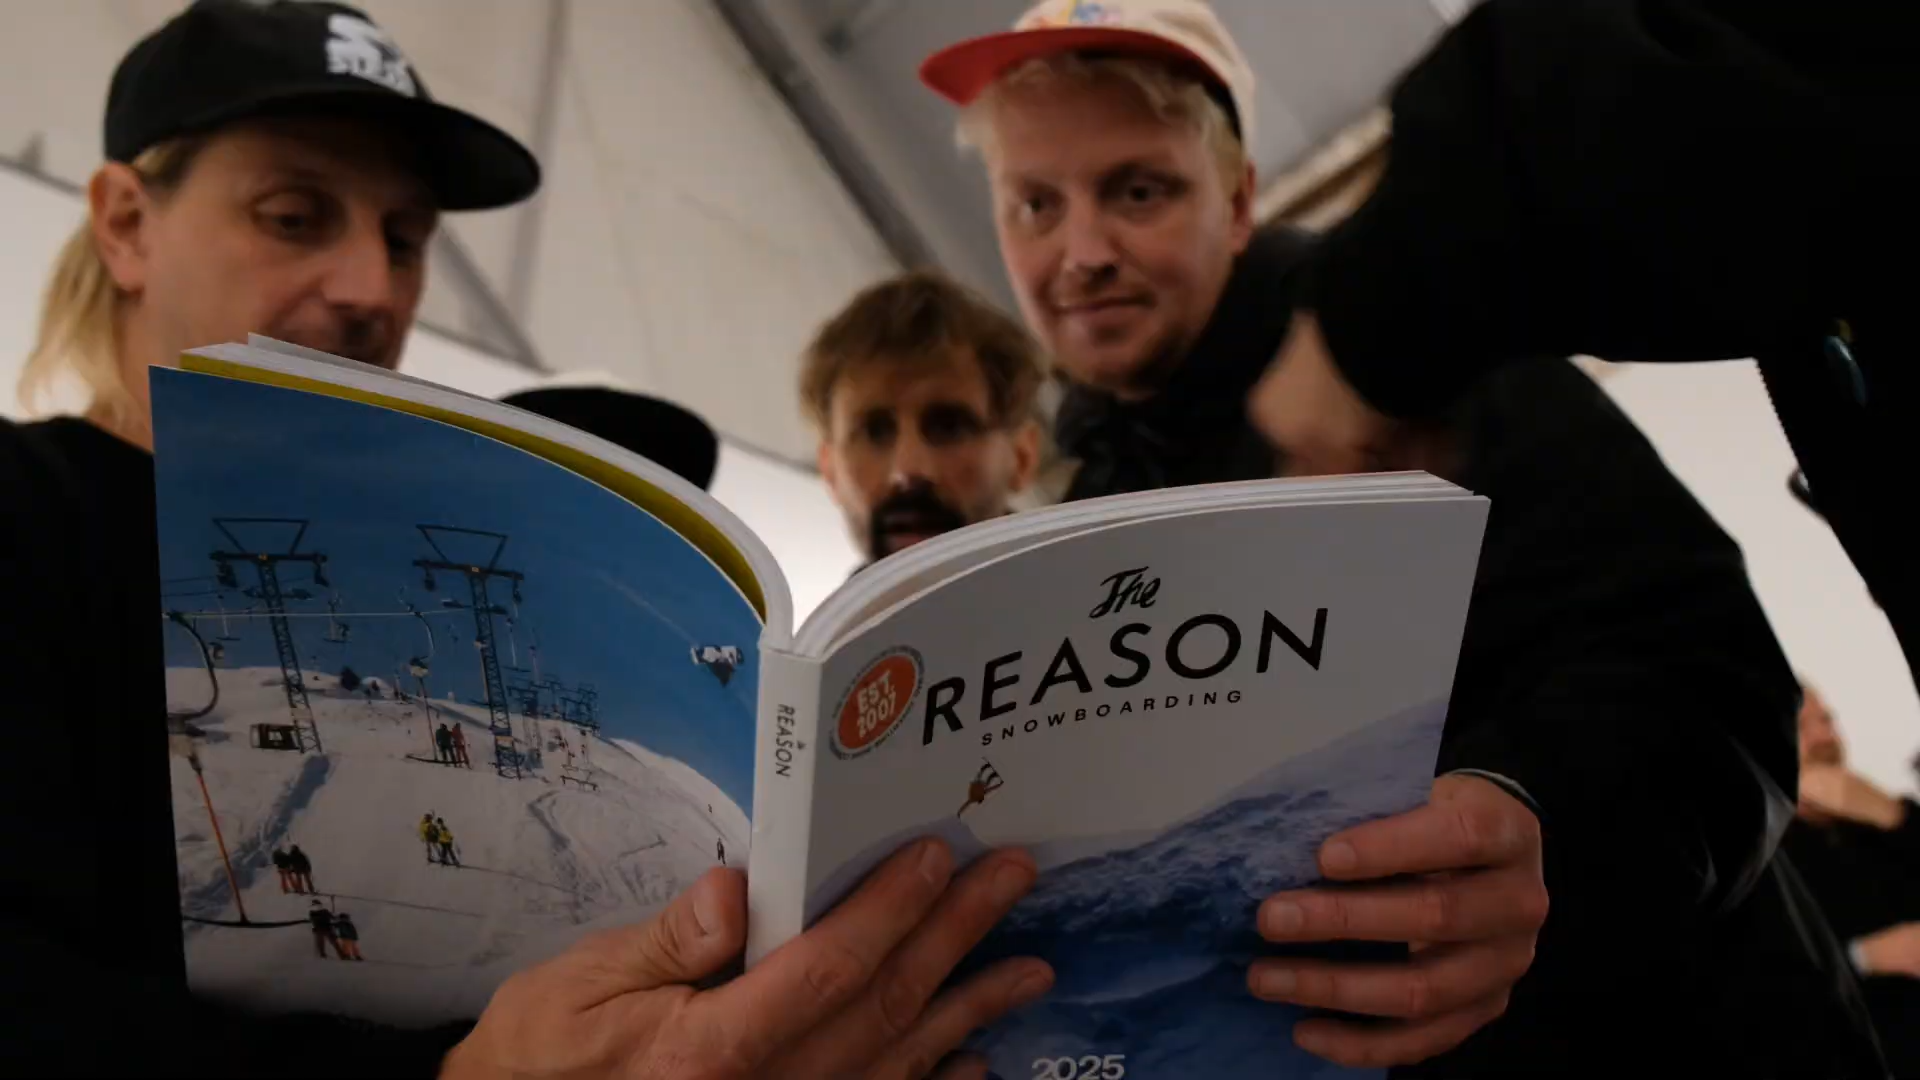 REASON
The
REASON
SNOWBOARDING
EST.
2007
2025